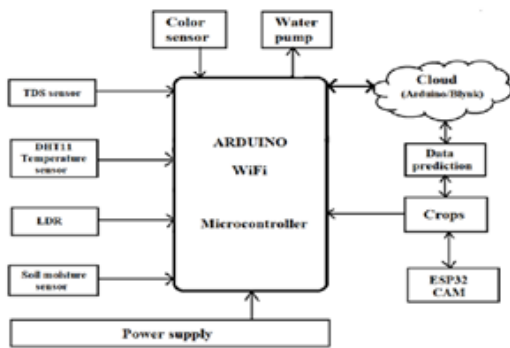 Color
sensor
Water
pump
TDS sensor
Cloud
(Arduino/Blynk)
DHT11
Temperature
sensor
ARDUINO
WiFi
Microcontroller
Data
prediction
LDR
Crops
Soil moisture
sensor
ESP32
CAM
Power supply